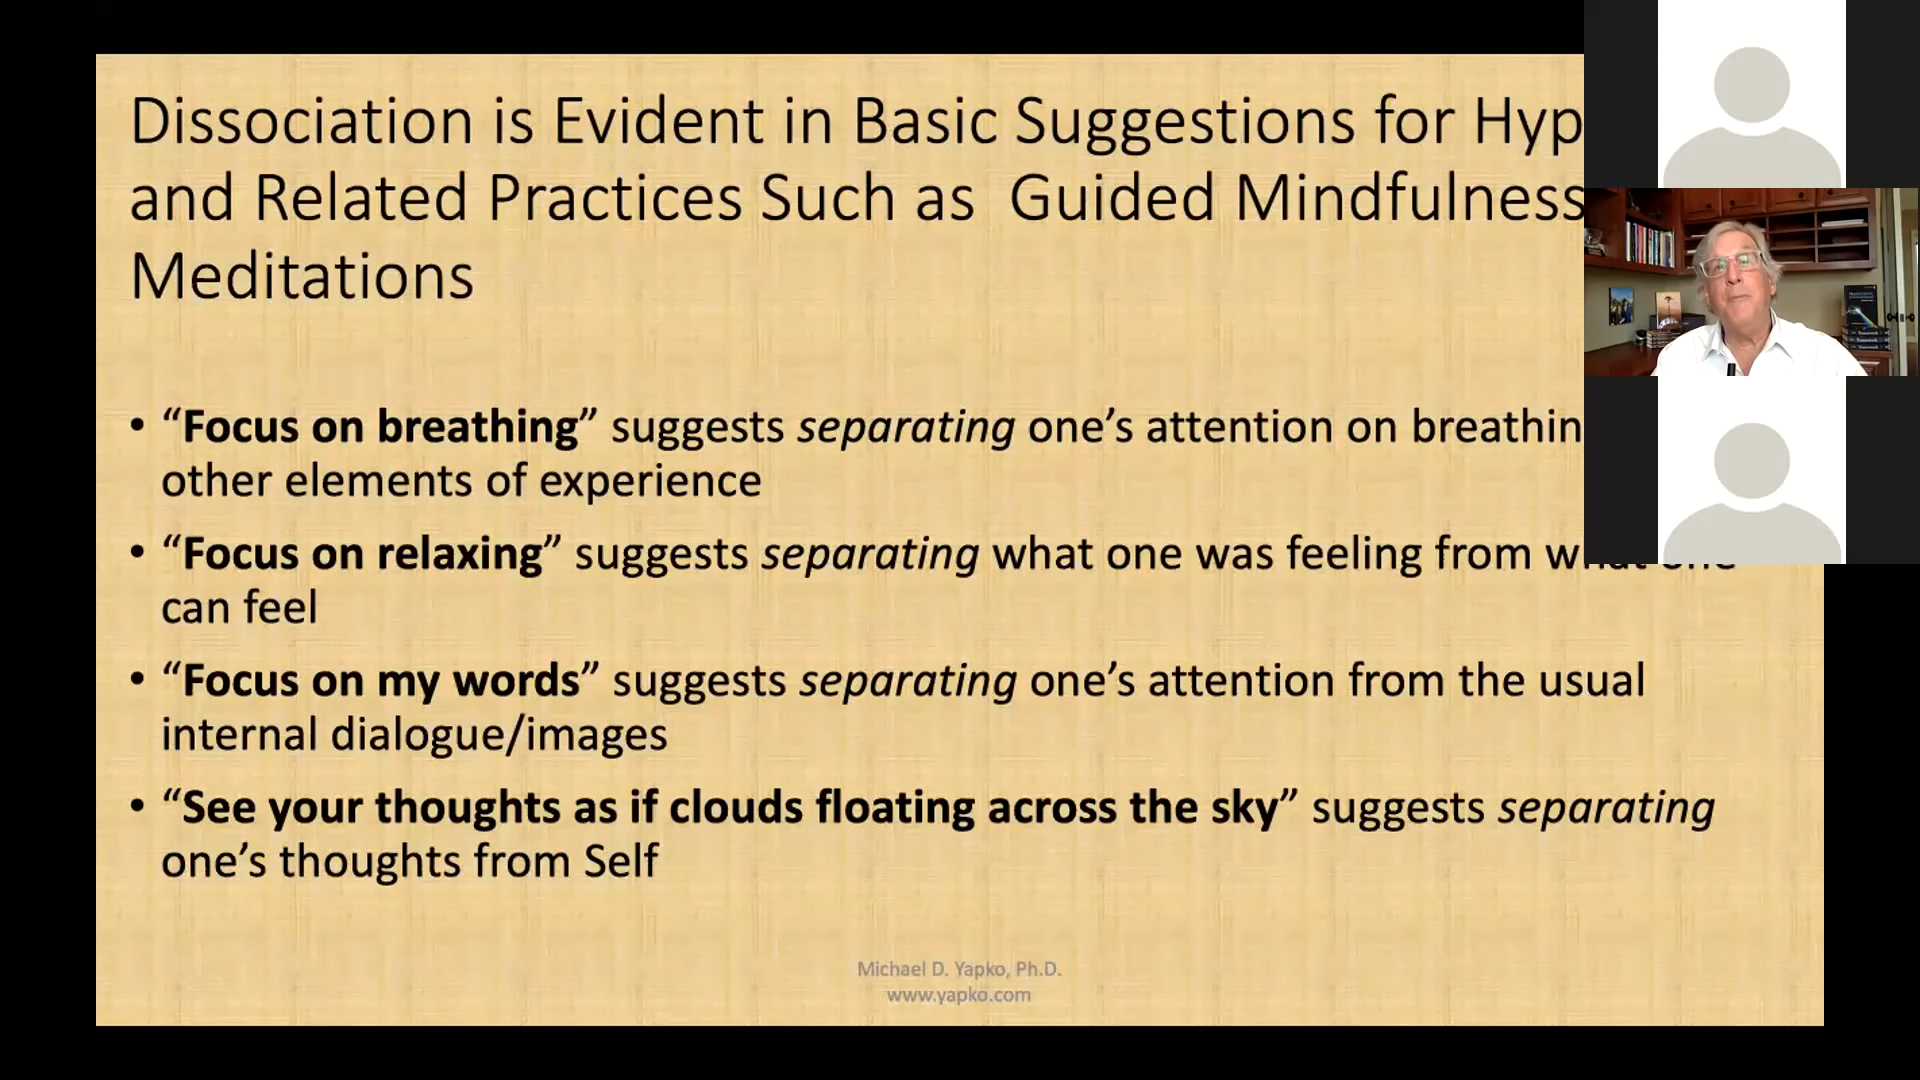 Dissociation is Evident in Basic Suggestions for Hyp
and Related Practices Such as Guided Mindfulness
Meditations
• “Focus on breathing” suggests separating one’s attention on breathin
other elements of experience
• “Focus on relaxing” suggests separating what one was feeling from what one
can feel
• “Focus on my words” suggests separating one’s attention from the usual
internal dialogue/images
• “See your thoughts as if clouds floating across the sky” suggests separating
one’s thoughts from Self
Michael D. Yapko, Ph.D.
www.yapko.com